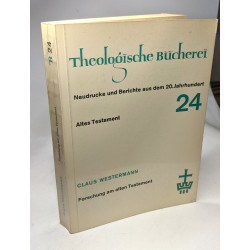 Theologische Bücherei
Neudrucke und Berichte aus dem 20. Jahrhundert
24
Altes Testament
CLAUS WESTERMANN
Forschung am alten Testament